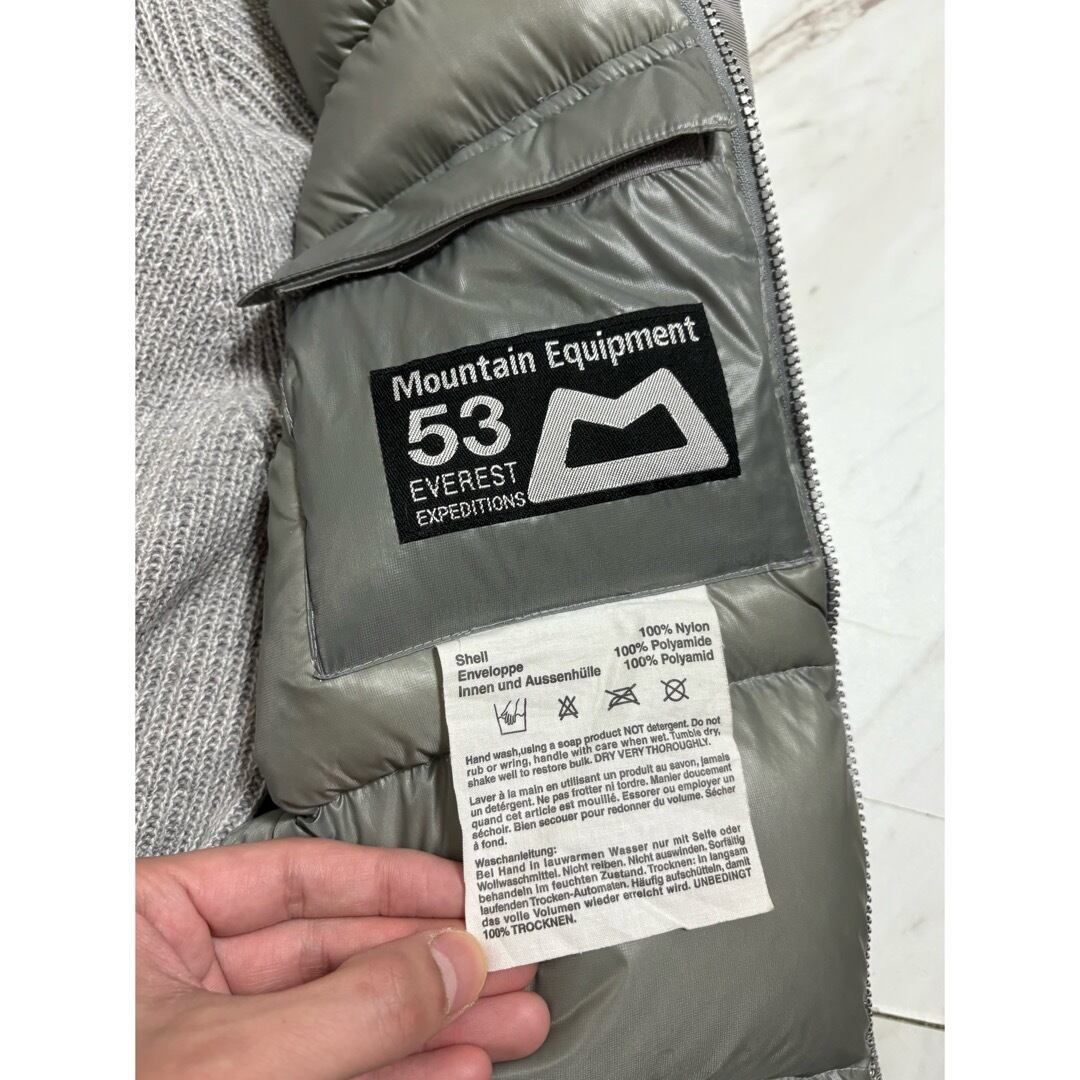 Mountain Equipment
53
EVEREST
EXPEDITIONS
Shell 100% Nylon
Enveloppe 100% Polyamide
Innen und Aussenhülle 100% Polyamid
Hand wash,using a soap product NOT detergent. Do not
rub or wring, handle with care when wet. Tumble dry,
shake well to restore bulk. DRY VERY THOROUGHLY.
Laver à la main en utilisant un produit au savon, jamais
un detérgent. Ne pas frotter ni tordre. Manier doucement
quand cet article est mouillé. Essorer ou employer un
séchoir. Bien secouer pour redonner du volume. Sécher
à fond.
Waschanleitung:
Bei Hand in lauwarmen Wasser nur mit Seife oder
Wollwaschmittel. Nicht reiben. Nicht auswinden. Sorfältig
behandeln im feuchten Zustand. Trocknen: In langsam
laufenden Trocken-Automaten. Häufig aufschütteln, damit
das volle Volumen wieder erreicht wird. UNBEDINGT
100% TROCKNEN.